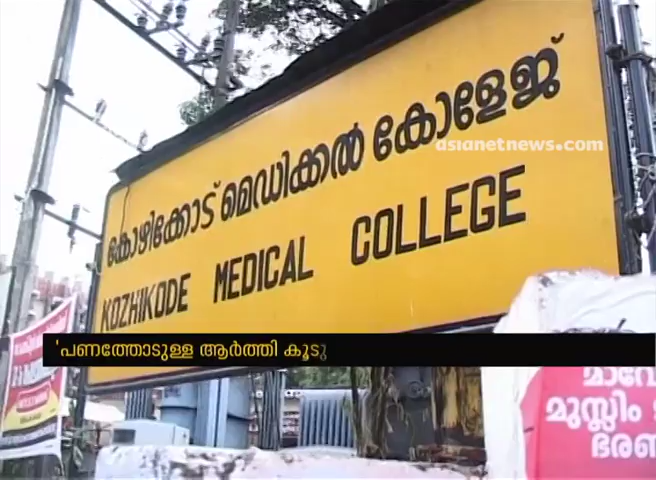 കോഴിക്കോട് മെഡിക്കൽ കോളേജ്
asianetnews.com
KOZHIKODE MEDICAL COLLEGE
'പണത്തോടുള്ള ആർത്തി കൂടു
മുസ്ലിം